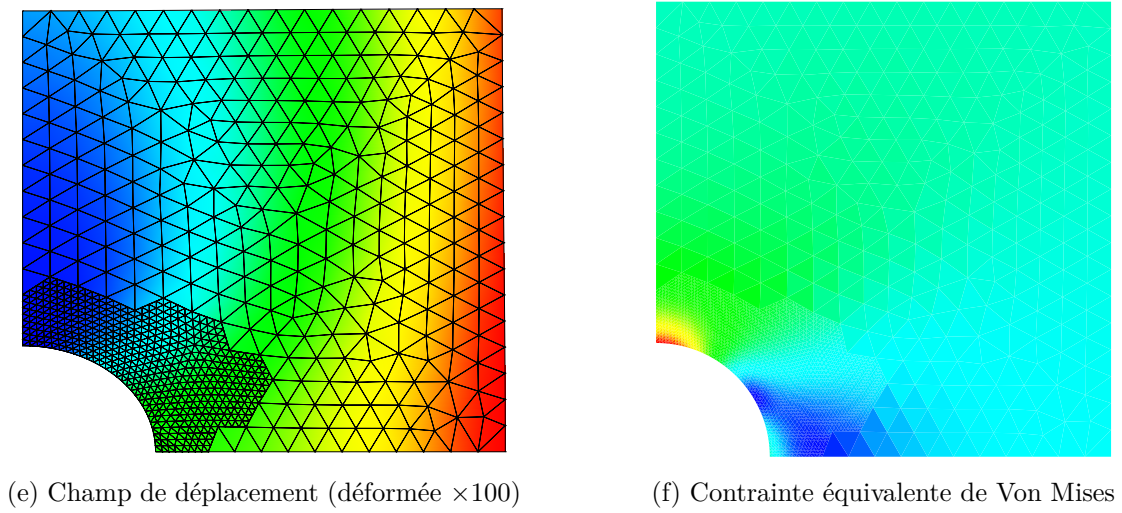 (e) Champ de déplacement (déformée ×100)
(f) Contrainte équivalente de Von Mises